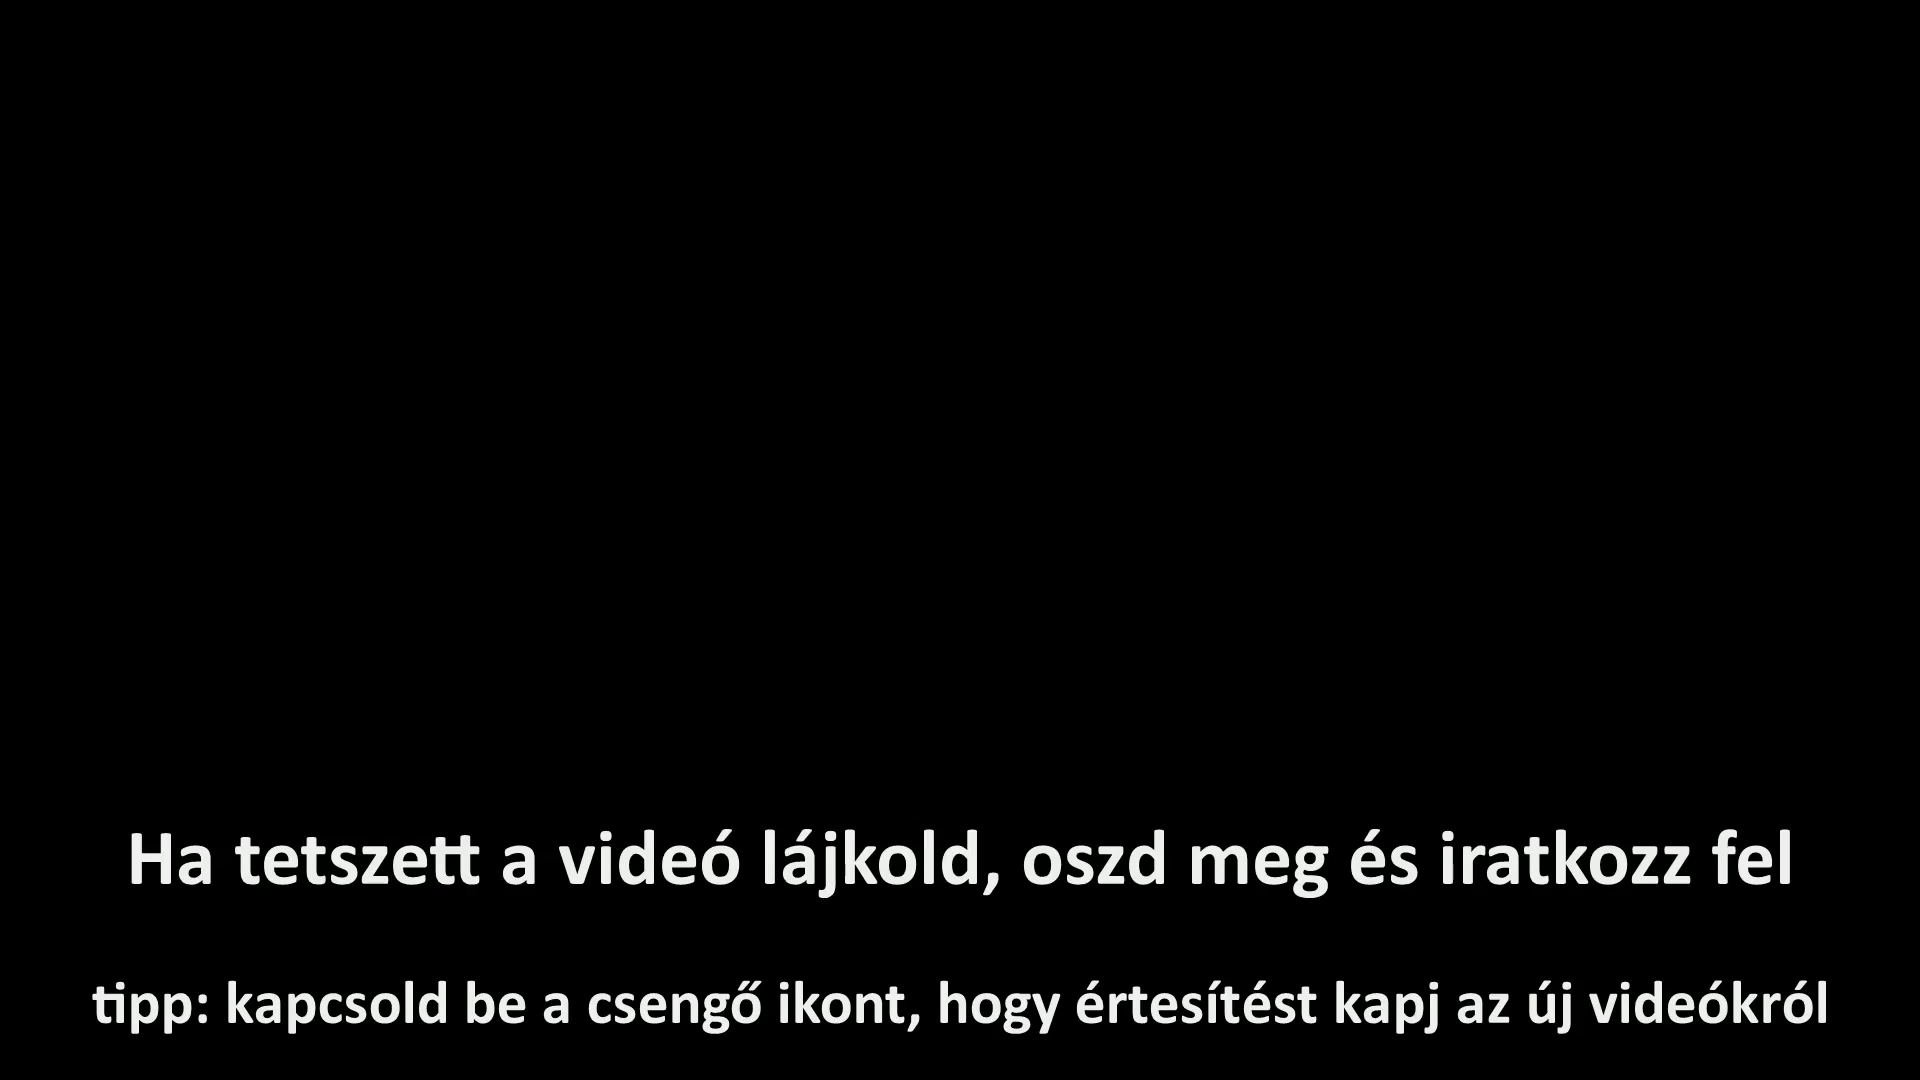 Ha tetszett a videó lájkold, oszd meg és iratkozz fel
tipp: kapcsold be a csengő ikont, hogy értesítést kapj az új videókról